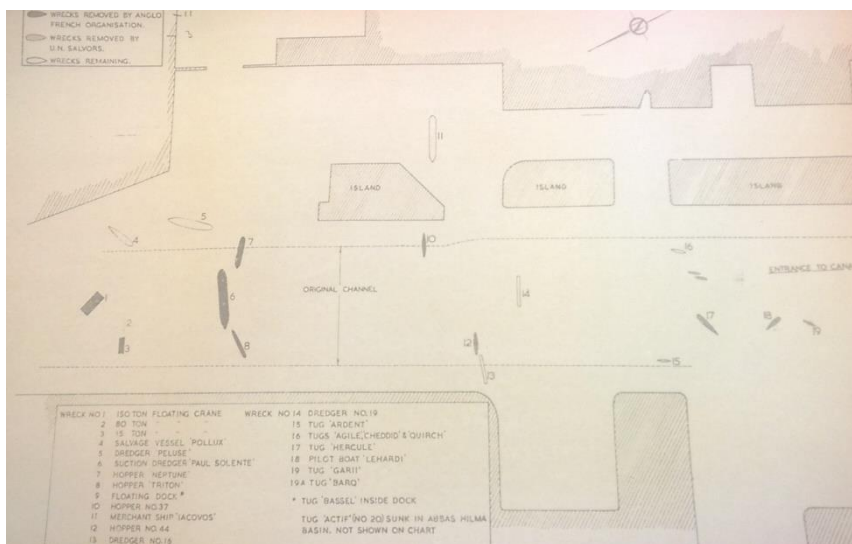 WRECKS REMOVED BY ANGLO
FRENCH ORGANISATION.
WRECKS REMOVED BY
U.N. SALVORS.
WRECKS REMAINING.
11
3
11
ISLAND
ISLAND
ISLAND
5
4
7
10
16
ENTRANCE TO
ORIGINAL CHANNEL
6
14
1
2
3
8
12
13
17
18
19
15
WRECK NO 1 150 TON FLOATING CRANE
2 80 TON " "
3 15 TON " "
4 SALVAGE VESSEL 'POLLUX'
5 DREDGER 'PELUSE'
6 SUCTION DREDGER 'PAUL SOLENTE'
7 HOPPER 'NEPTUNE'
8 HOPPER 'TRITON'
9 FLOATING DOCK *
10 HOPPER NO.37
11 MERCHANT SHIP 'IACOVOS'
12 HOPPER NO.44
13 DREDGER NO.18
WRECK NO 14 DREDGER NO.19
15 TUG 'ARDENT'
16 TUGS 'AGILE, CHEDDID' & 'QUIRCH'
17 TUG 'HERCULE'
18 PILOT BOAT 'LEHARDI'
19 TUG 'GARII'
19A TUG 'BARQ'
* TUG 'BASSEL' INSIDE DOCK
TUG 'ACTIF' (NO 20) SUNK IN ABBAS HILMA
BASIN. NOT SHOWN ON CHART